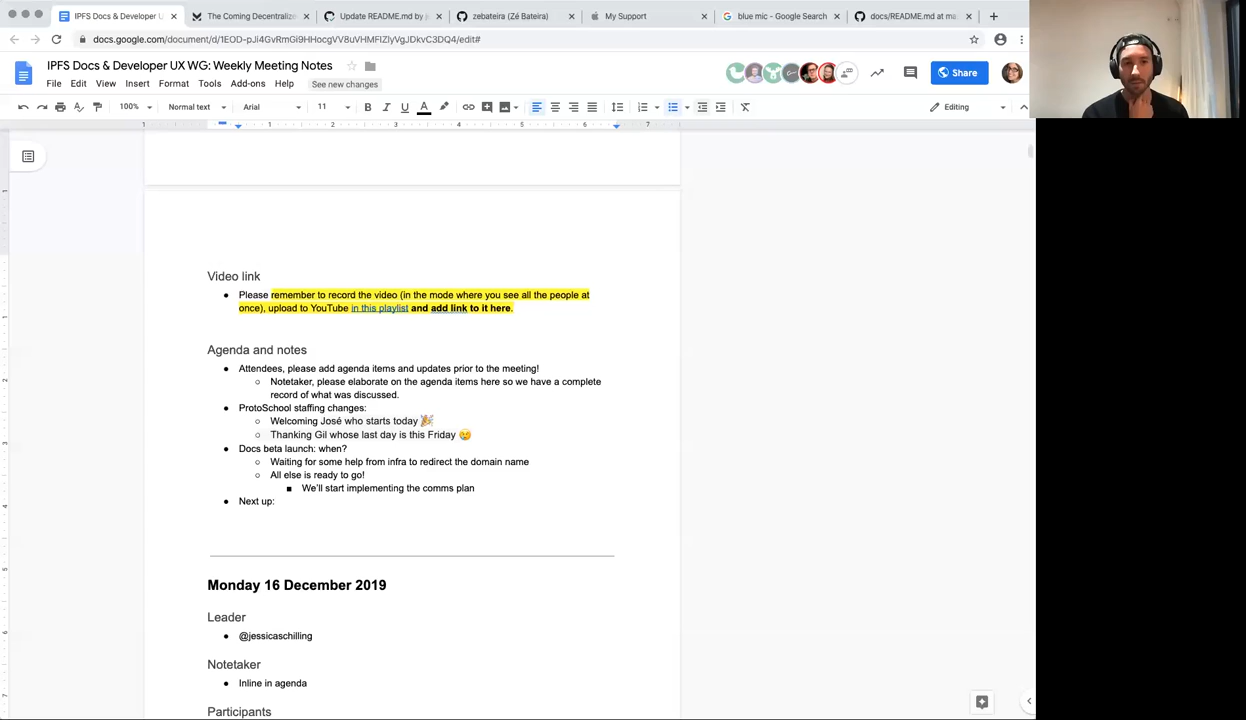 IPFS Docs & Developer U
The Coming Decentralize
Update README.md by j
zebateira (Zé Bateira)
My Support
blue mic - Google Search
docs/README.md at ma
docs.google.com/document/d/
IPFS Docs & Developer UX WG: Weekly Meeting Notes
Share
File Edit View Insert Format Tools Add-ons Help See new changes
100% Normal text Arial 11 Editing
1 1 2 3 4 5 6 7
Video link
● Please remember to record the video (in the mode where you see all the people at
once), upload to YouTube in this playlist and add link to it here.
Agenda and notes
● Attendees, please add agenda items and updates prior to the meeting!
○ Notetaker, please elaborate on the agenda items here so we have a complete
record of what was discussed.
● ProtoSchool staffing changes:
○ Welcoming José who starts today 🎉
○ Thanking Gil whose last day is this Friday 😢
● Docs beta launch: when?
○ Waiting for some help from infra to redirect the domain name
○ All else is ready to go!
■ We'll start implementing the comms plan
● Next up:
Monday 16 December 2019
Leader
● @jessicaschilling
Notetaker
● Inline in agenda
Participants